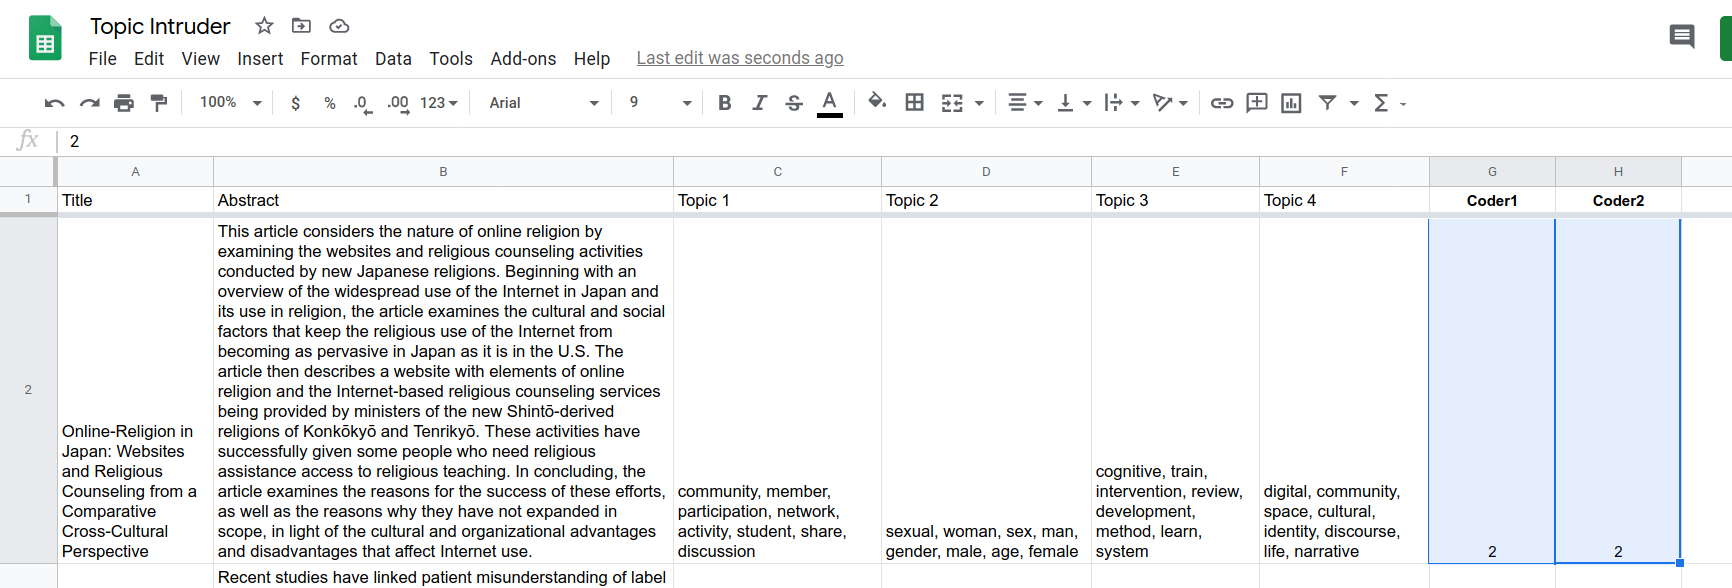 Topic Intruder
File Edit View Insert Format Data Tools Add-ons Help Last edit was seconds ago
100% $ % .0 .00 123 Arial 9 B I S A Σ
fx 2
A B C D E F G H
1 Title Abstract Topic 1 Topic 2 Topic 3 Topic 4 Coder1 Coder2
2
Online-Religion in
Japan: Websites
and Religious
Counseling from a
Comparative
Cross-Cultural
Perspective
This article considers the nature of online religion by
examining the websites and religious counseling activities
conducted by new Japanese religions. Beginning with an
overview of the widespread use of the Internet in Japan and
its use in religion, the article examines the cultural and social
factors that keep the religious use of the Internet from
becoming as pervasive in Japan as it is in the U.S. The
article then describes a website with elements of online
religion and the Internet-based religious counseling services
being provided by ministers of the new Shintō-derived
religions of Konkōkyō and Tenrikyō. These activities have
successfully given some people who need religious
assistance access to religious teaching. In concluding, the
article examines the reasons for the success of these efforts,
as well as the reasons why they have not expanded in
scope, in light of the cultural and organizational advantages
and disadvantages that affect Internet use.
community, member,
participation, network,
activity, student, share,
discussion
sexual, woman, sex, man,
gender, male, age, female
cognitive, train,
intervention, review,
development,
method, learn,
system
digital, community,
space, cultural,
identity, discourse,
life, narrative
2
2
Recent studies have linked patient misunderstanding of label